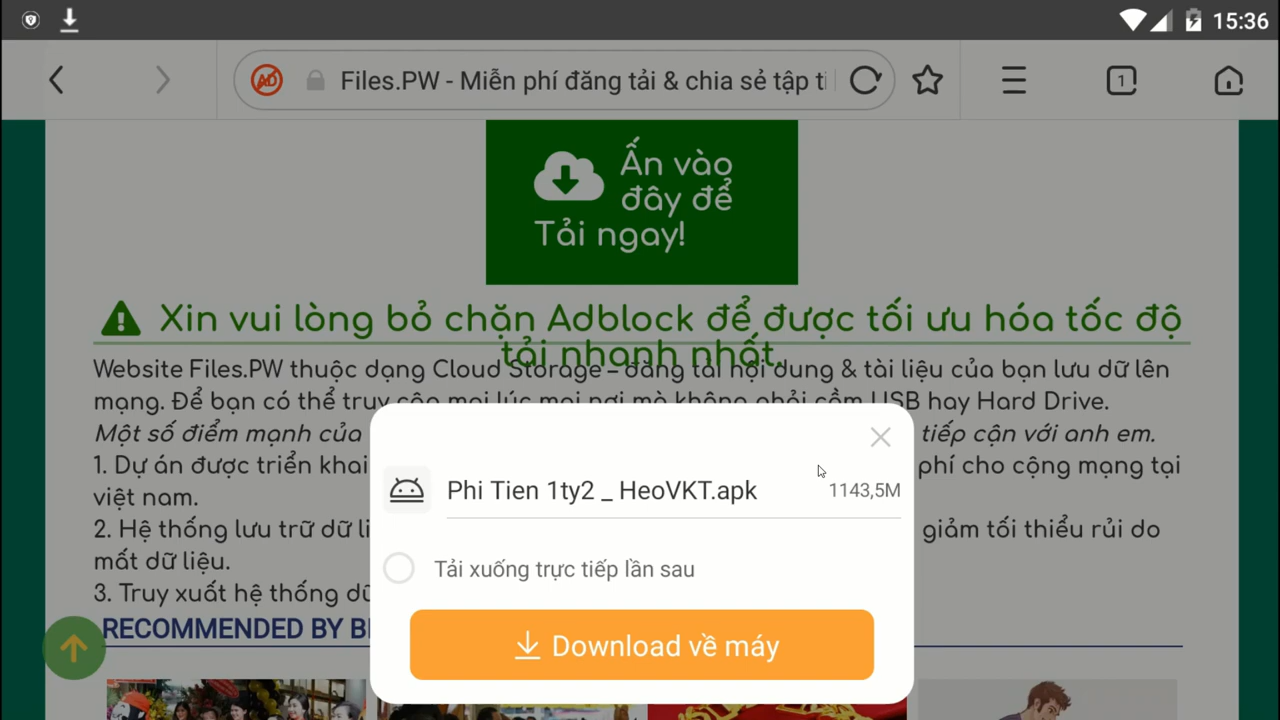 15:36
AD
Files.PW - Miễn phí đăng tải & chia sẻ tập ti
1
Ấn vào
đây để
Tải ngay!
Xin vui lòng bỏ chặn Adblock để được tối ưu hóa tốc độ
tải nhanh nhất.
Website Files.PW thuộc dạng Cloud Storage – đăng tải nội dung & tài liệu của bạn lưu dữ lên
mạng. Để bạn có thể truy cập mọi lúc mọi nơi mà không phải cầm USB hay Hard Drive.
Một số điểm mạnh của tiếp cận với anh em.
1. Dự án được triển khai phí cho cộng mạng tại
việt nam.
2. Hệ thống lưu trữ dữ li giảm tối thiểu rủi do
mất dữ liệu.
3. Truy xuất hệ thống dữ
RECOMMENDED BY
Phi Tien 1ty2 _ HeoVKT.apk
1143,5M
Tải xuống trực tiếp lần sau
Download về máy